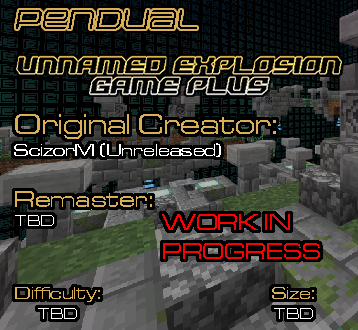 PENDUAL
UNNAMED EXPLOSION
GAME PLUS
Original Creator:
ScizorM (Unreleased)
Remaster:
TBD
WORK IN
PROGRESS
Difficulty: Size:
TBD TBD